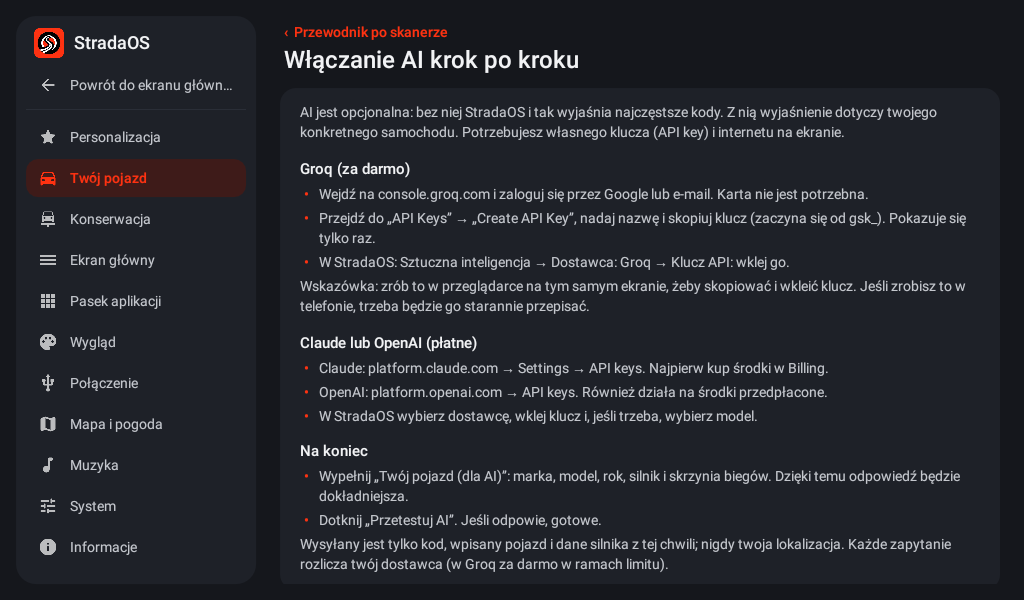 StradaOS
Powrót do ekranu główn...
Personalizacja
Twój pojazd
Konserwacja
Ekran główny
Pasek aplikacji
Wygląd
Połączenie
Mapa i pogoda
Muzyka
System
Informacje
‹ Przewodnik po skanerze
Włączanie AI krok po kroku
AI jest opcjonalna: bez niej StradaOS i tak wyjaśnia najczęstsze kody. Z nią wyjaśnienie dotyczy twojego
konkretnego samochodu. Potrzebujesz własnego klucza (API key) i internetu na ekranie.
Groq (za darmo)
• Wejdź na console.groq.com i zaloguj się przez Google lub e-mail. Karta nie jest potrzebna.
• Przejdź do „API Keys” → „Create API Key”, nadaj nazwę i skopiuj klucz (zaczyna się od gsk_). Pokazuje się
tylko raz.
• W StradaOS: Sztuczna inteligencja → Dostawca: Groq → Klucz API: wklej go.
Wskazówka: zrób to w przeglądarce na tym samym ekranie, żeby skopiować i wkleić klucz. Jeśli zrobisz to w
telefonie, trzeba będzie go starannie przepisać.
Claude lub OpenAI (płatne)
• Claude: platform.claude.com → Settings → API keys. Najpierw kup środki w Billing.
• OpenAI: platform.openai.com → API keys. Również działa na środki przedpłacone.
• W StradaOS wybierz dostawcę, wklej klucz i, jeśli trzeba, wybierz model.
Na koniec
• Wypełnij „Twój pojazd (dla AI)”: marka, model, rok, silnik i skrzynia biegów. Dzięki temu odpowiedź będzie
dokładniejsza.
• Dotknij „Przetestuj AI”. Jeśli odpowie, gotowe.
Wysyłany jest tylko kod, wpisany pojazd i dane silnika z tej chwili; nigdy twoja lokalizacja. Każde zapytanie
rozlicza twój dostawca (w Groq za darmo w ramach limitu).